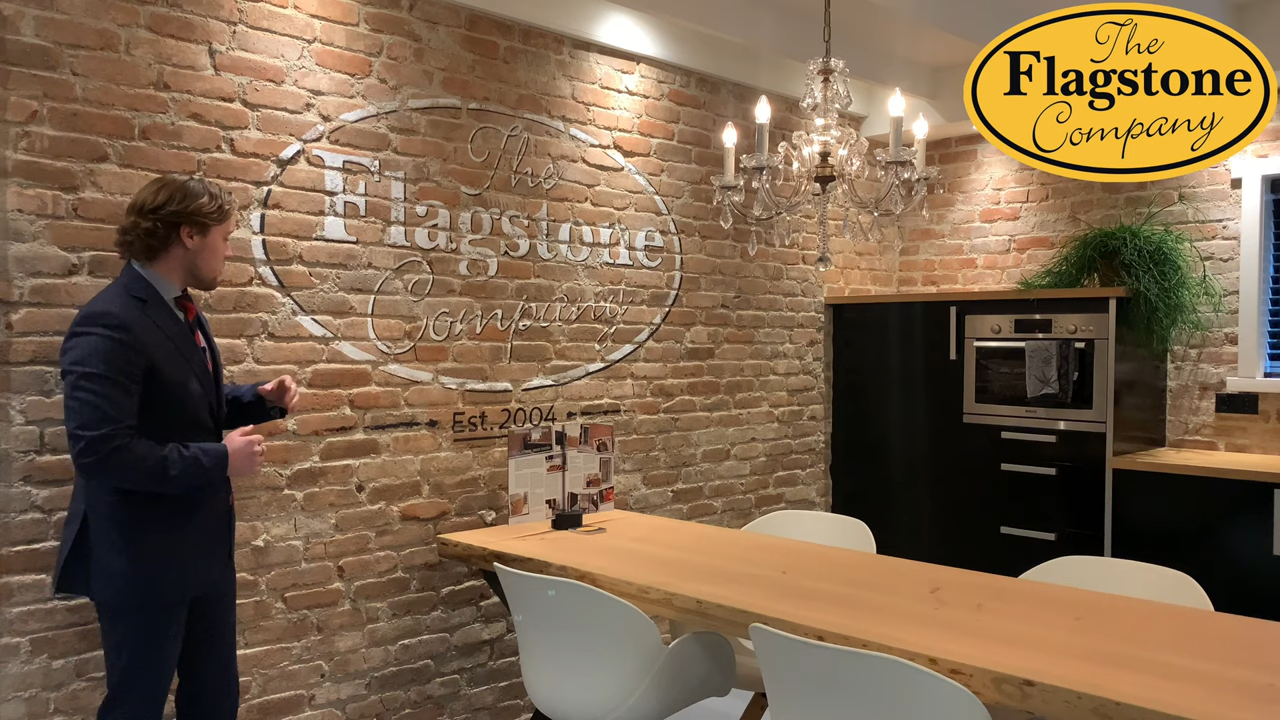 The
Flagstone
Company
Est. 2004
The
Flagstone
Company